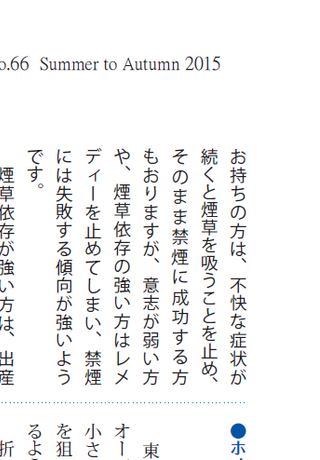 o.66 Summer to Autumn 2015
お持ちの方は、不快な症状が
続くと煙草を吸うことを止め、
そのまま禁煙に成功する方
もおりますが、意志が弱い方
や、煙草依存の強い方はレメ
ディーを止めてしまい、禁煙
には失敗する傾向が強いよう
です。
煙草依存が強い方は、出産
●ホ
東
オー
小さ
を狙
るよ
折